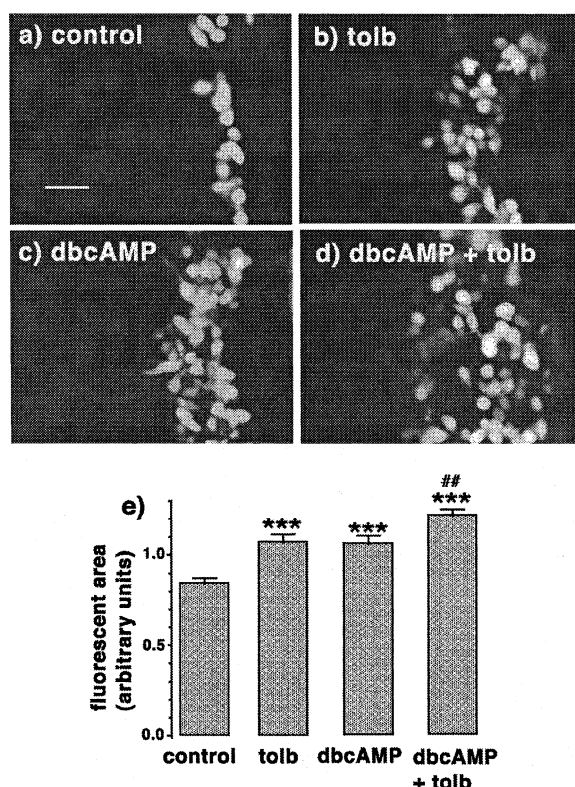 a) control
b) tolb
c) dbcAMP
d) dbcAMP + tolb
e)
fluorescent area
(arbitrary units)
1.0
0.5
0.0
***
***
##
***
control
tolb
dbcAMP
dbcAMP
+ tolb